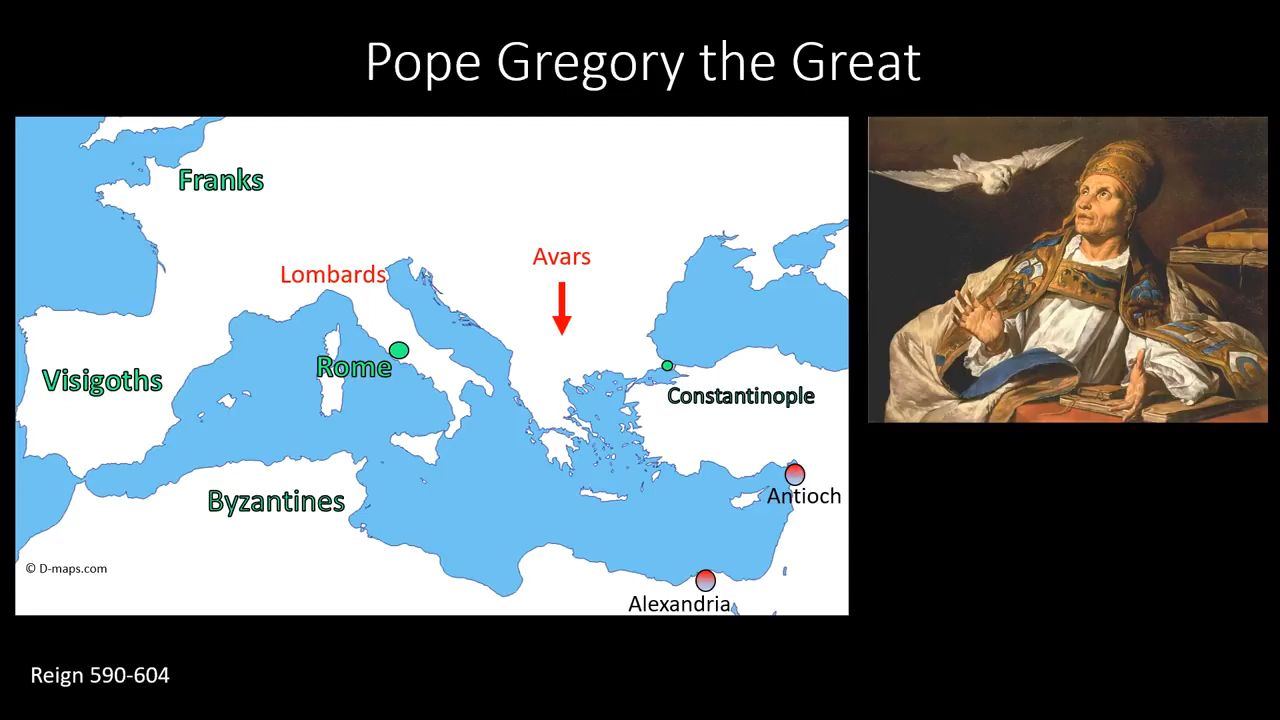 Pope Gregory the Great
Franks
Avars
Lombards
Rome
Visigoths
Constantinople
Antioch
Byzantines
© D-maps.com
Alexandria
Reign 590-604